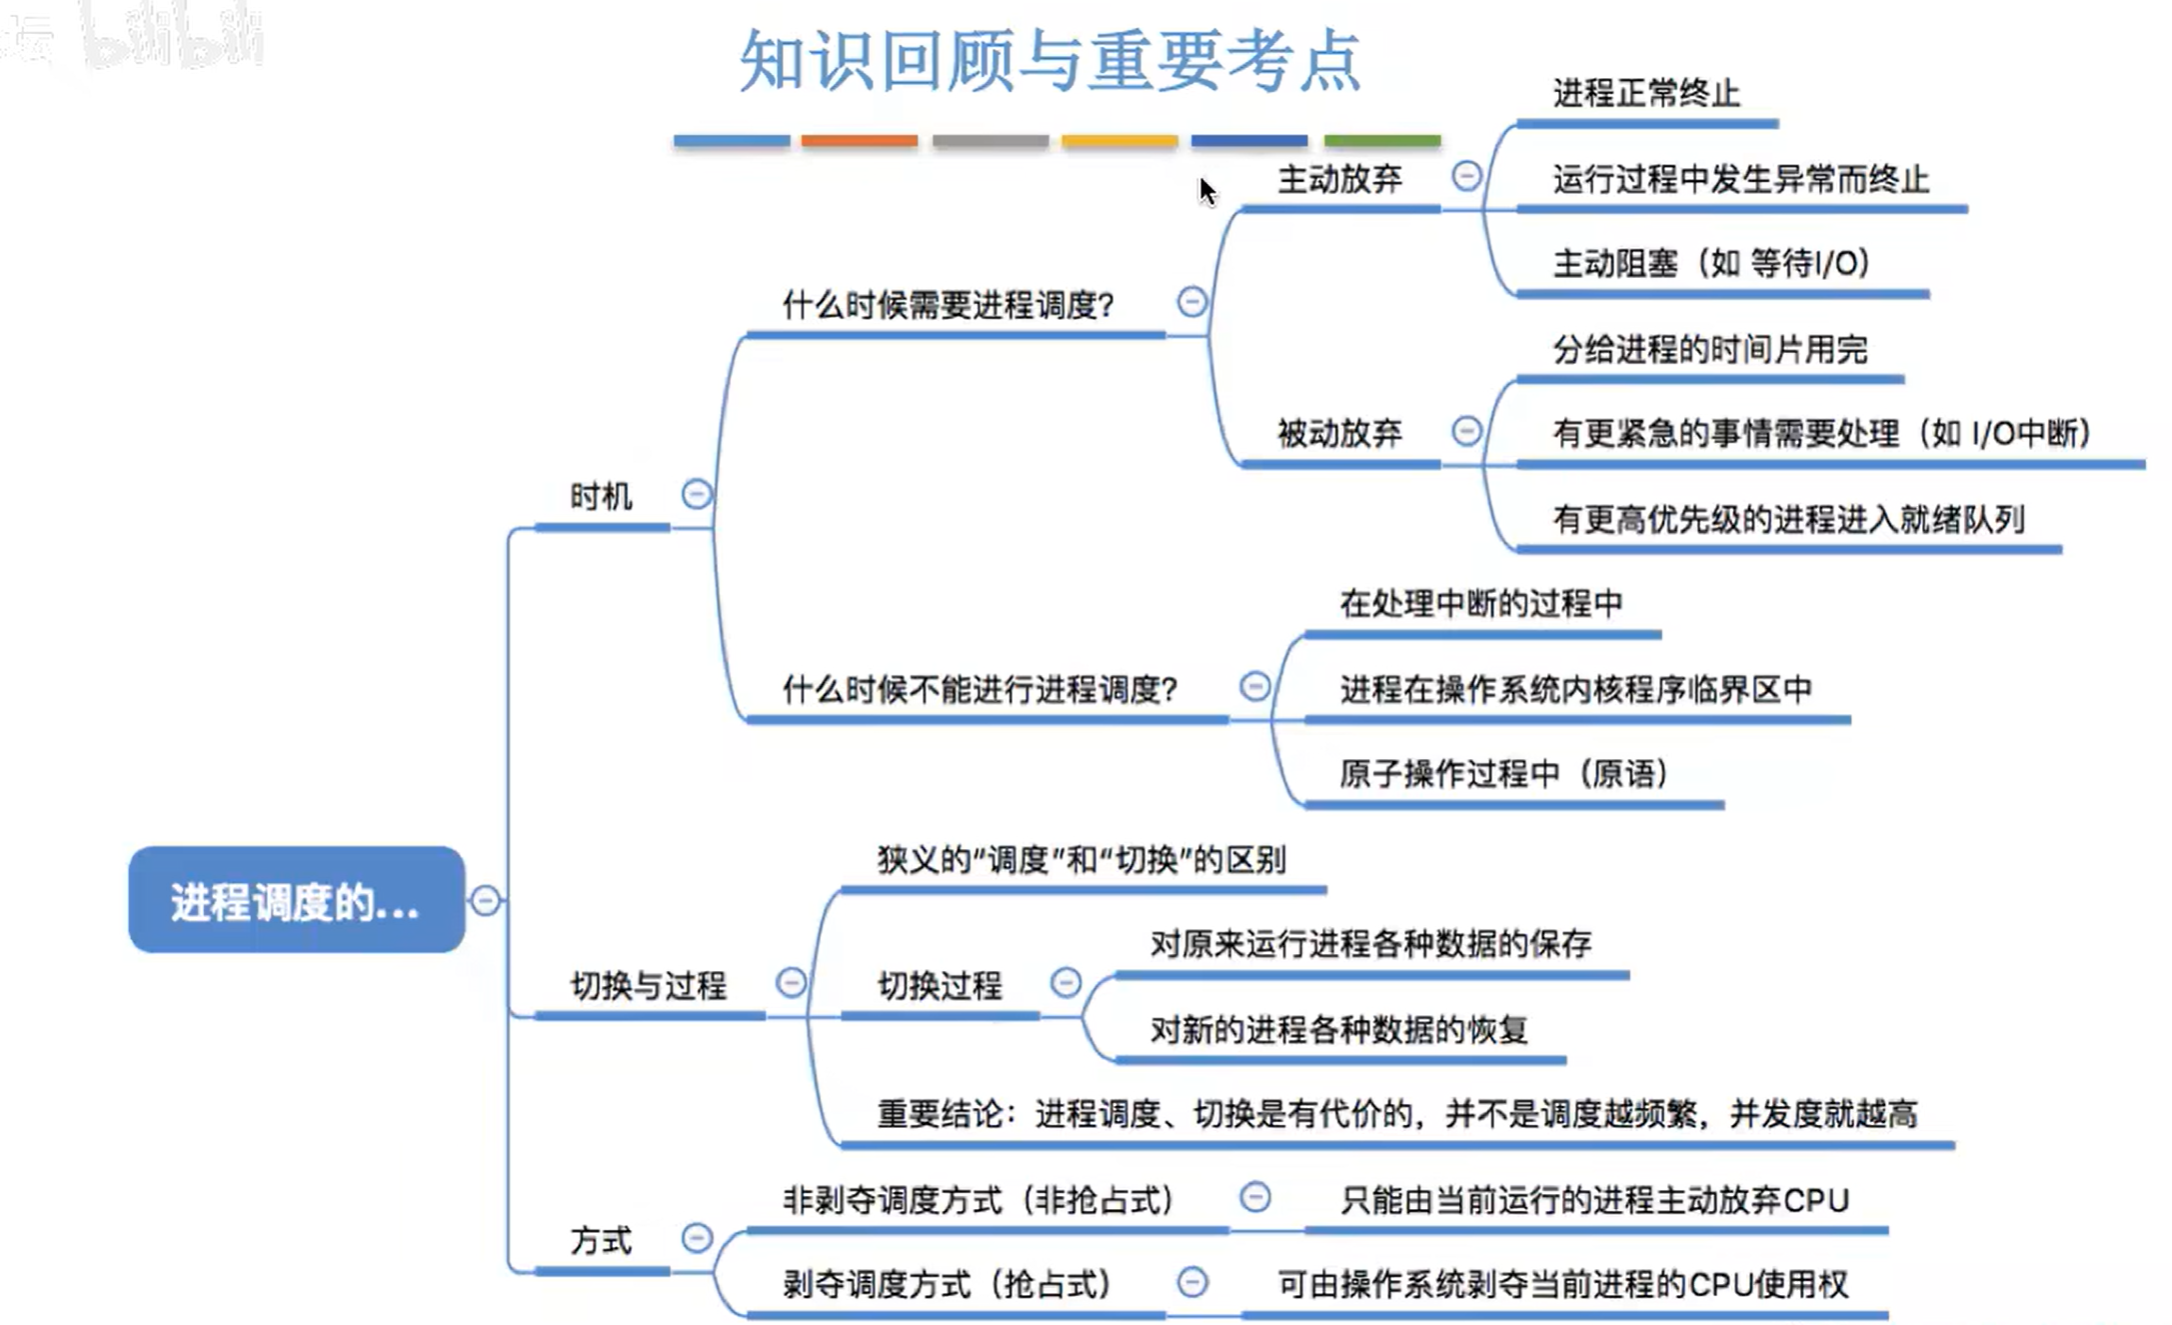 坛 bilibili
知识回顾与重要考点
进程调度的...
时机
什么时候需要进程调度?
主动放弃
进程正常终止
运行过程中发生异常而终止
主动阻塞（如 等待I/O）
被动放弃
分给进程的时间片用完
有更紧急的事情需要处理（如 I/O中断）
有更高优先级的进程进入就绪队列
什么时候不能进行进程调度?
在处理中断的过程中
进程在操作系统内核程序临界区中
原子操作过程中（原语）
切换与过程
狭义的“调度”和“切换”的区别
切换过程
对原来运行进程各种数据的保存
对新的进程各种数据的恢复
重要结论：进程调度、切换是有代价的，并不是调度越频繁，并发度就越高
方式
非剥夺调度方式（非抢占式）
只能由当前运行的进程主动放弃CPU
剥夺调度方式（抢占式）
可由操作系统剥夺当前进程的CPU使用权